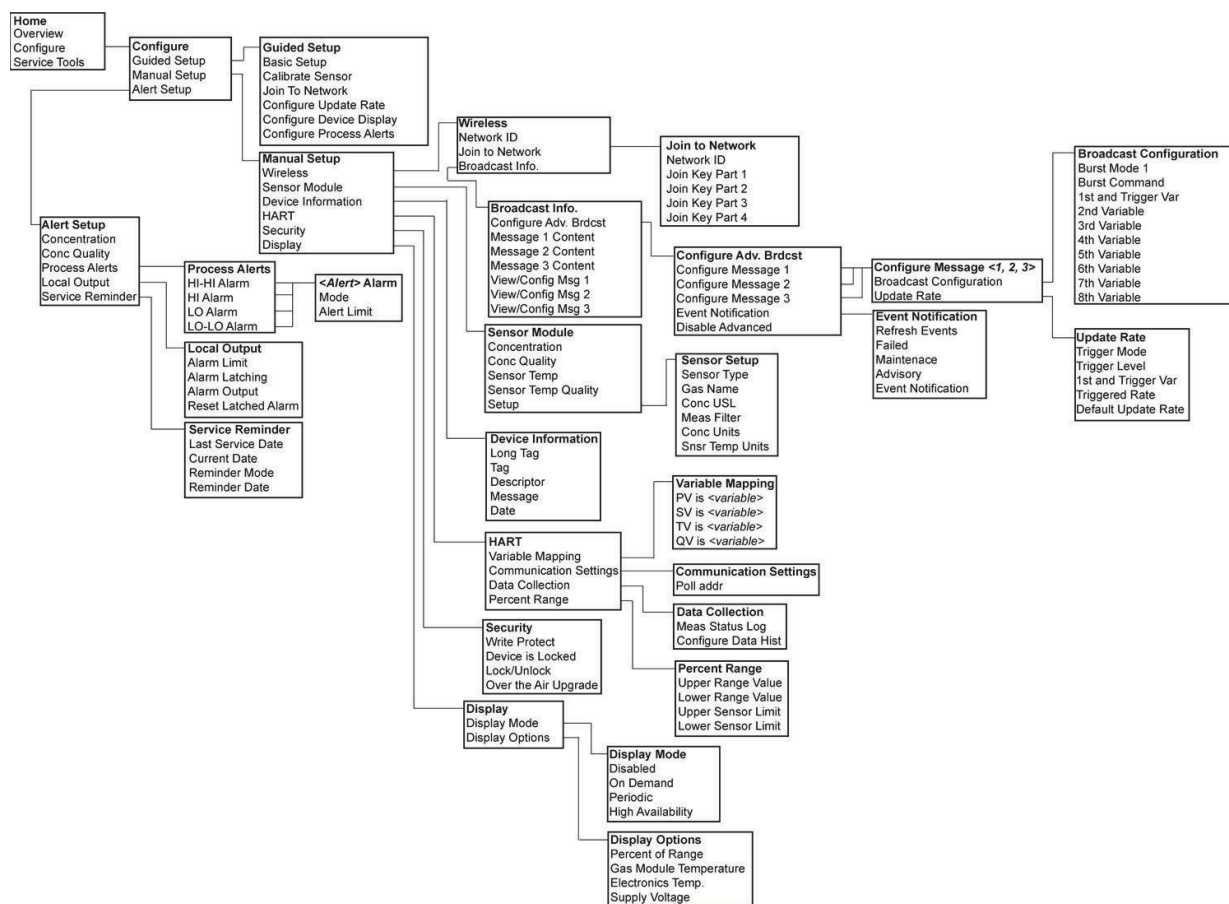 Home
Overview
Configure
Service Tools
Configure
Guided Setup
Manual Setup
Alert Setup
Guided Setup
Basic Setup
Calibrate Sensor
Join To Network
Configure Update Rate
Configure Device Display
Configure Process Alerts
Manual Setup
Wireless
Sensor Module
Device Information
HART
Security
Display
Alert Setup
Concentration
Conc Quality
Process Alerts
Local Output
Service Reminder
Process Alerts
HI-HI Alarm
HI Alarm
LO Alarm
LO-LO Alarm
<Alert> Alarm
Mode
Alert Limit
Local Output
Alarm Limit
Alarm Latching
Alarm Output
Reset Latched Alarm
Service Reminder
Last Service Date
Current Date
Reminder Mode
Reminder Date
Wireless
Network ID
Join to Network
Broadcast Info.
Join to Network
Network ID
Join Key Part 1
Join Key Part 2
Join Key Part 3
Join Key Part 4
Broadcast Info.
Configure Adv. Brdcst
Message 1 Content
Message 2 Content
Message 3 Content
View/Config Msg 1
View/Config Msg 2
View/Config Msg 3
Configure Adv. Brdcst
Configure Message 1
Configure Message 2
Configure Message 3
Event Notification
Disable Advanced
Configure Message <1, 2, 3>
Broadcast Configuration
Update Rate
Broadcast Configuration
Burst Mode 1
Burst Command
1st and Trigger Var
2nd Variable
3rd Variable
4th Variable
5th Variable
6th Variable
7th Variable
8th Variable
Event Notification
Refresh Events
Failed
Maintenace
Advisory
Event Notification
Update Rate
Trigger Mode
Trigger Level
1st and Trigger Var
Triggered Rate
Default Update Rate
Sensor Module
Concentration
Conc Quality
Sensor Temp
Sensor Temp Quality
Setup
Sensor Setup
Sensor Type
Gas Name
Conc USL
Meas Filter
Conc Units
Snsr Temp Units
Device Information
Long Tag
Tag
Descriptor
Message
Date
HART
Variable Mapping
Communication Settings
Data Collection
Percent Range
Variable Mapping
PV is <variable>
SV is <variable>
TV is <variable>
QV is <variable>
Communication Settings
Poll addr
Data Collection
Meas Status Log
Configure Data Hist
Percent Range
Upper Range Value
Lower Range Value
Upper Sensor Limit
Lower Sensor Limit
Security
Write Protect
Device is Locked
Lock/Unlock
Over the Air Upgrade
Display
Display Mode
Display Options
Display Mode
Disabled
On Demand
Periodic
High Availability
Display Options
Percent of Range
Gas Module Temperature
Electronics Temp.
Supply Voltage